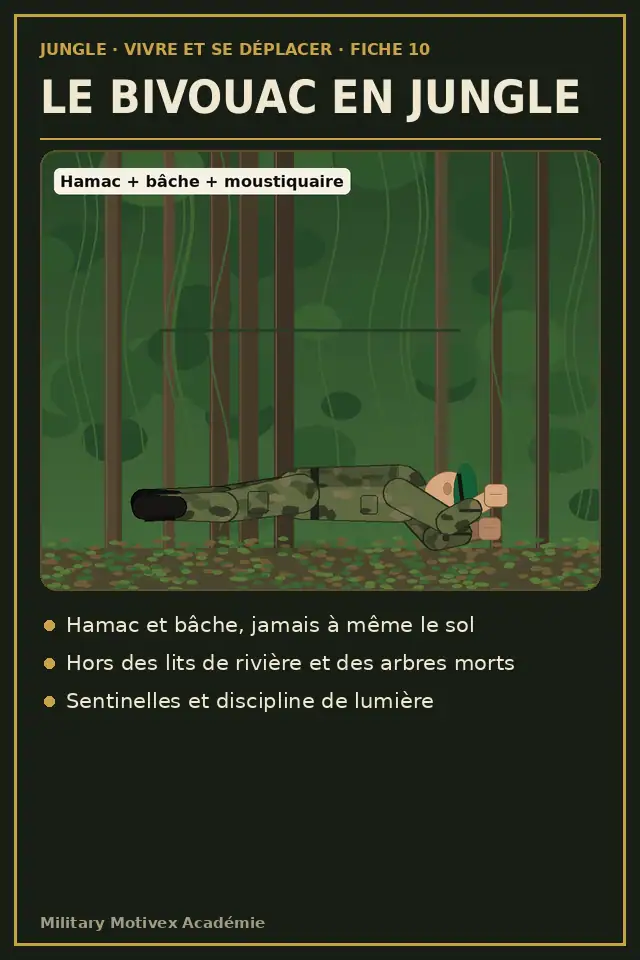 JUNGLE · VIVRE ET SE DÉPLACER · FICHE 10
LE BIVOUAC EN JUNGLE
Hamac + bâche + moustiquaire
Hamac et bâche, jamais à même le sol
Hors des lits de rivière et des arbres morts
Sentinelles et discipline de lumière
Military Motivex Académie